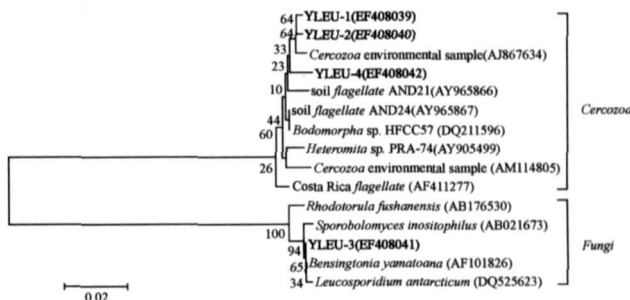 64 YLEU-1(EF408039)
64 YLEU-2(EF408040)
33 Cercozoa environmental sample(AJ867634)
23 YLEU-4(EF408042)
10 soil flagellate AND21(AY965866)
soil flagellate AND24(AY965867)
44
60 Bodomorpha sp. HFCC57 (DQ211596)
Heteromita sp. PRA-74(AY905499)
26 Cercozoa environmental sample (AM114805)
Costa Rica flagellate (AF411277)
Cercozoa
Rhodotorula fushanensis (AB176530)
100 Sporobolomyces inositophilus (AB021673)
94 YLEU-3(EF408041)
65 Bensingtonia yamatoana (AF101826)
34 Leucosporidium antarcticum (DQ525623)
Fungi
0.02